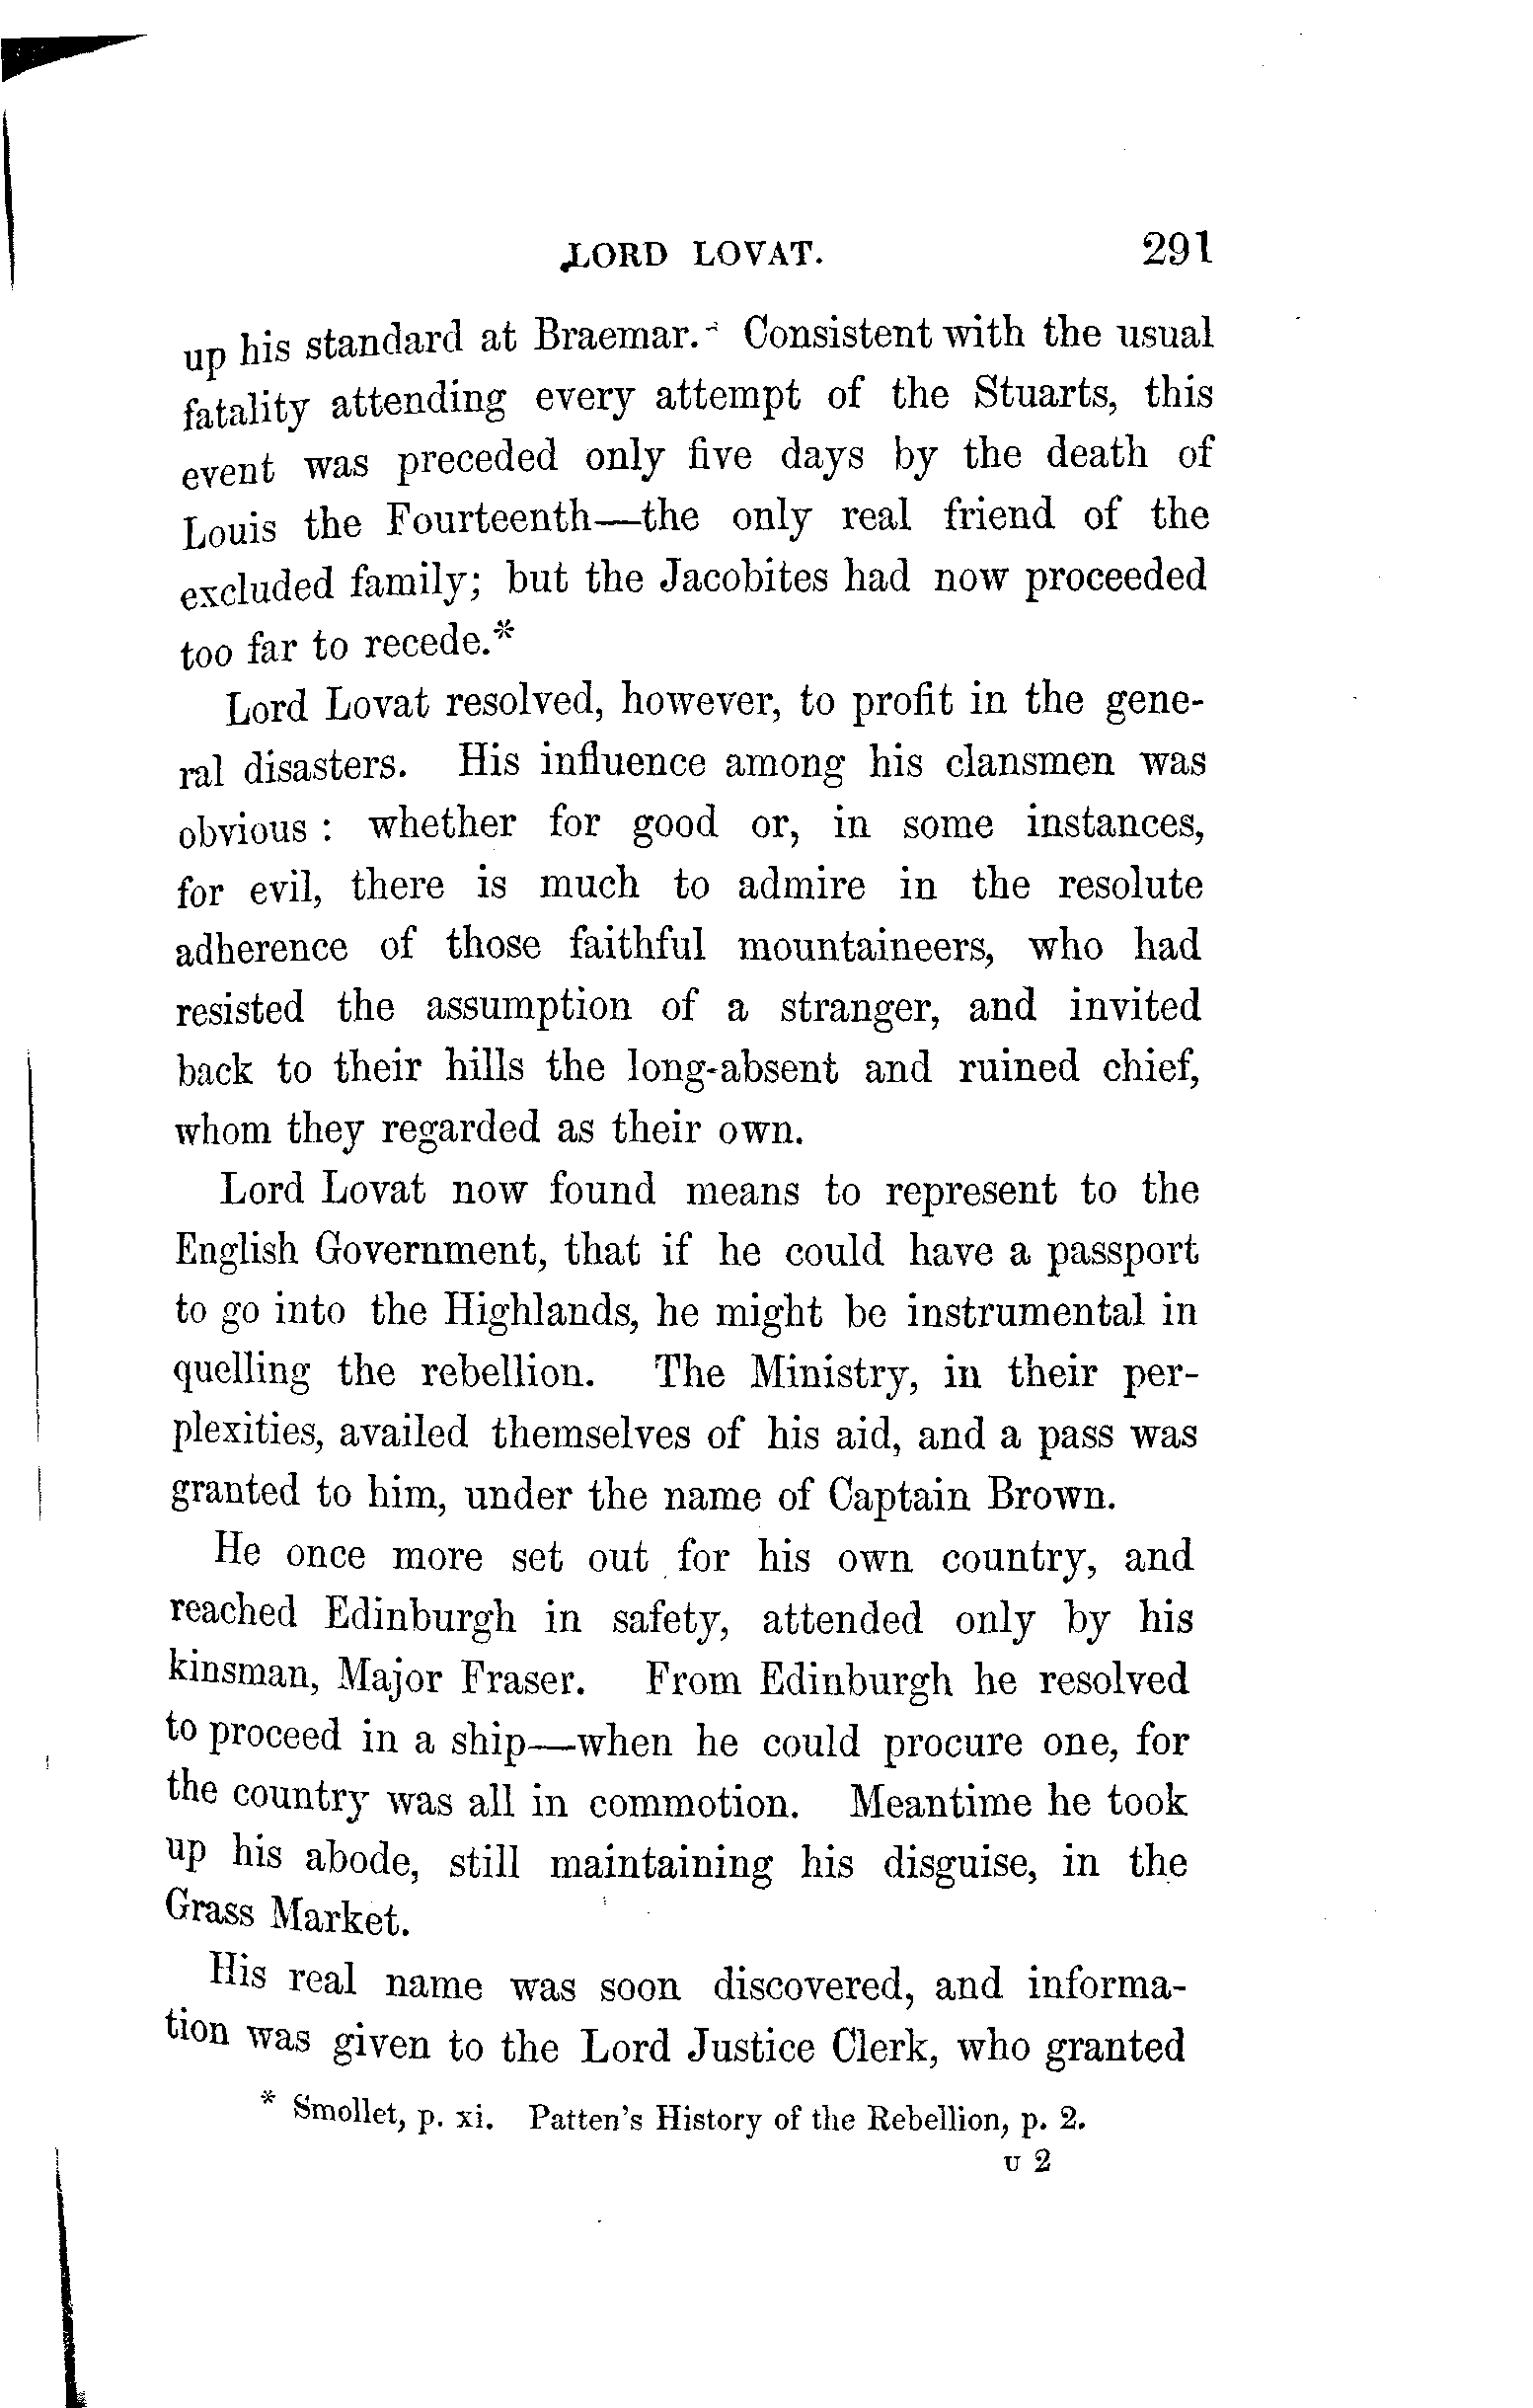 LORD LOVAT. 291
up his standard at Braemar. Consistent with the usual
fatality attending every attempt of the Stuarts, this
event was preceded only five days by the death of
Louis the Fourteenth—the only real friend of the
excluded family; but the Jacobites had now proceeded
too far to recede.*
Lord Lovat resolved, however, to profit in the gene-
ral disasters. His influence among his clansmen was
obvious : whether for good or, in some instances,
for evil, there is much to admire in the resolute
adherence of those faithful mountaineers, who had
resisted the assumption of a stranger, and invited
back to their hills the long-absent and ruined chief,
whom they regarded as their own.
Lord Lovat now found means to represent to the
English Government, that if he could have a passport
to go into the Highlands, he might be instrumental in
quelling the rebellion. The Ministry, in their per-
plexities, availed themselves of his aid, and a pass was
granted to him, under the name of Captain Brown.
He once more set out for his own country, and
reached Edinburgh in safety, attended only by his
kinsman, Major Fraser. From Edinburgh he resolved
to proceed in a ship—when he could procure one, for
the country was all in commotion. Meantime he took
up his abode, still maintaining his disguise, in the
Grass Market.
His real name was soon discovered, and informa-
tion was given to the Lord Justice Clerk, who granted
* Smollet, p. xi. Patten's History of the Rebellion, p. 2.
U 2